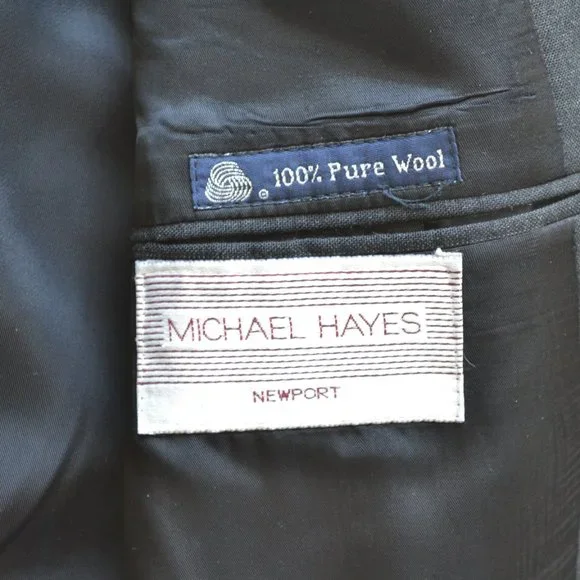 100% Pure Wool
MICHAEL HAYES
NEWPORT